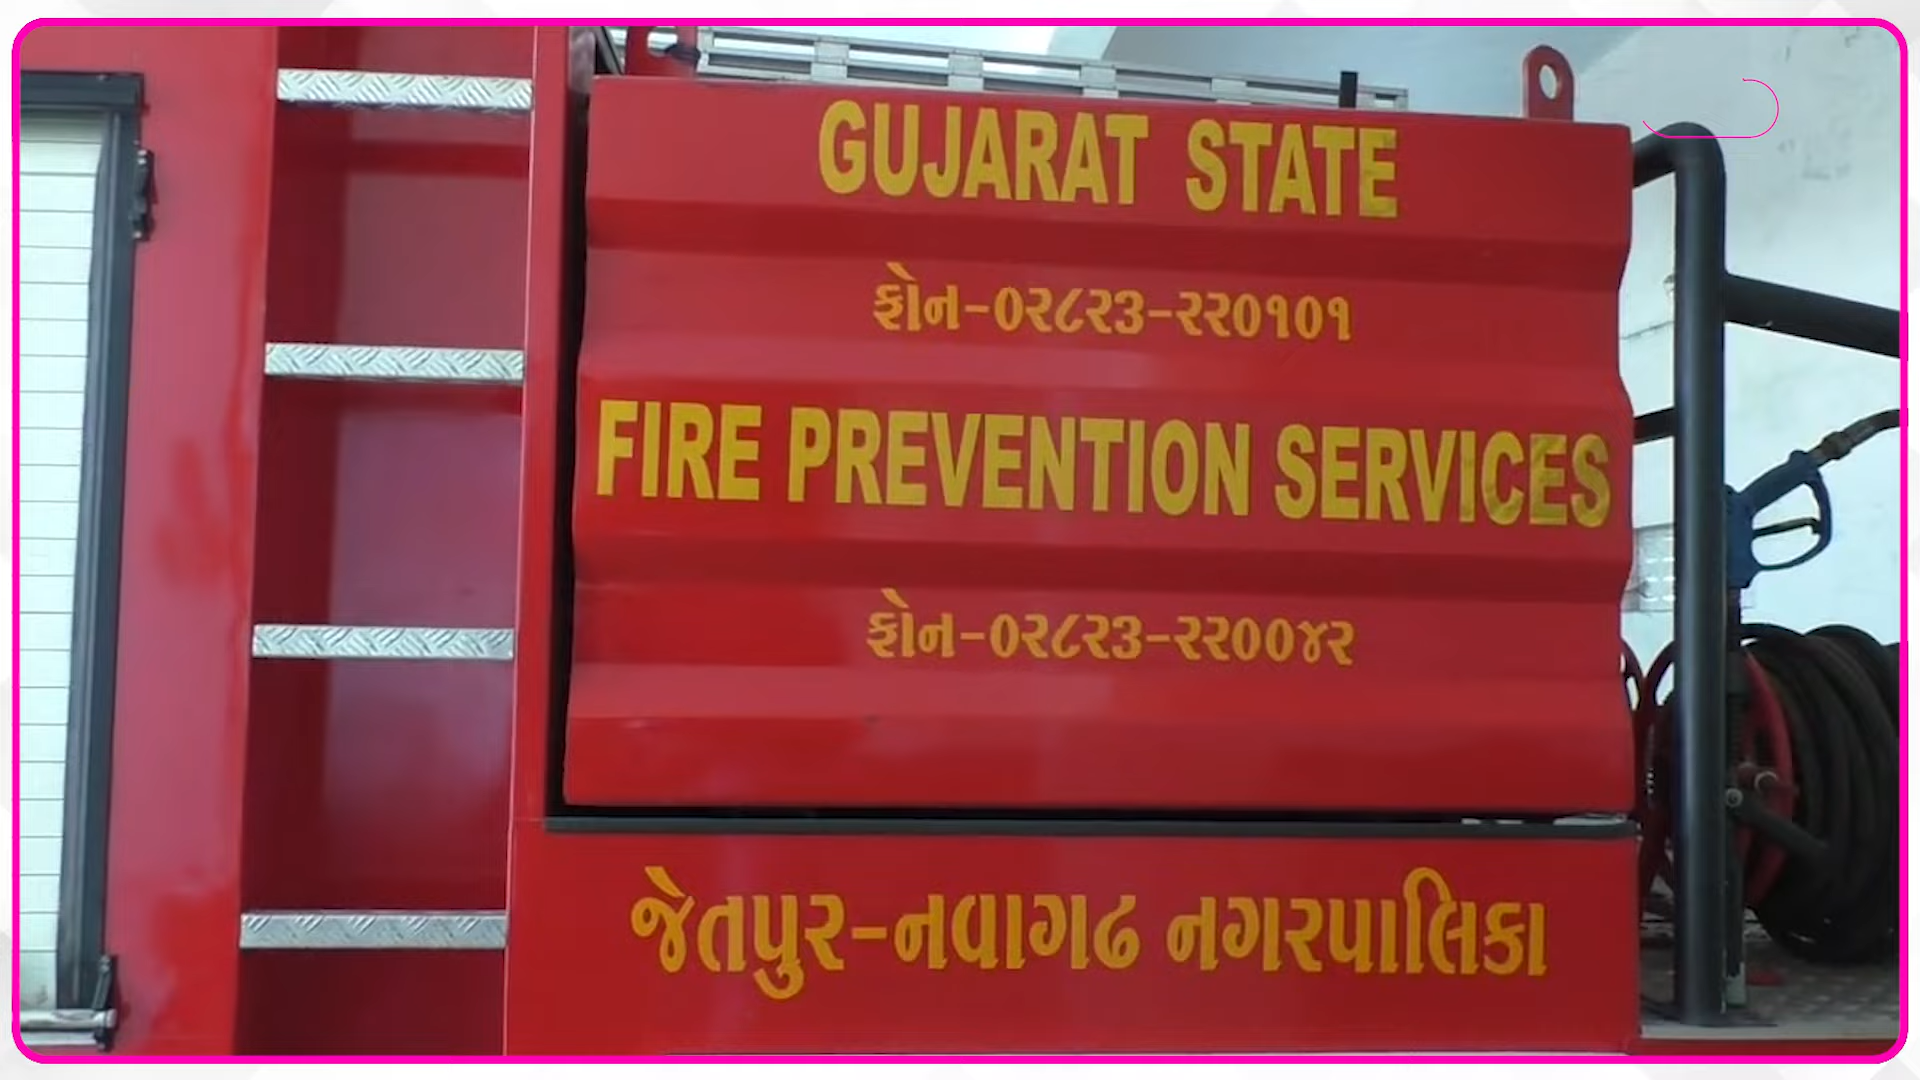 GUJARAT STATE
ફોન-૦૨૮૨૩-૨૨૦૧૦૧
FIRE PREVENTION SERVICES
ફોન-૦૨૮૨૩-૨૨૦૦૪૨
જેતપુર-નવાગઢ નગરપાલિકા